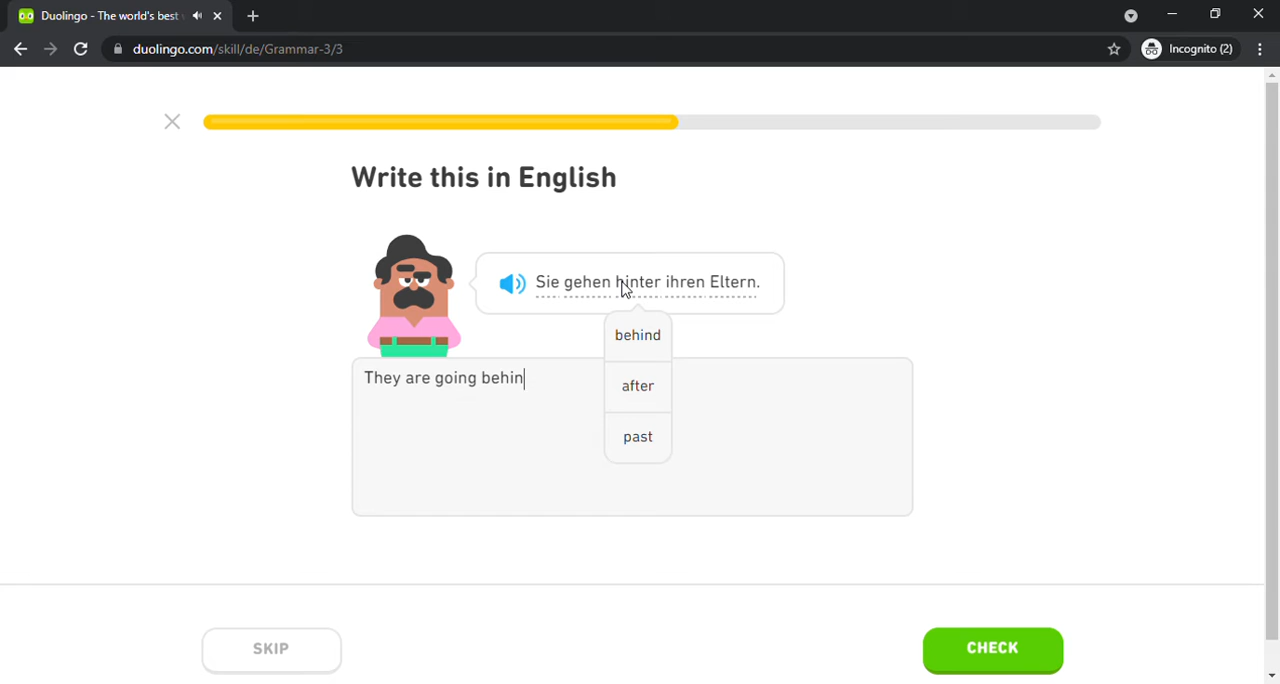 Duolingo - The world's best
duolingo.com/skill/de/Grammar-3/3
Incognito (2)
Write this in English
Sie gehen hinter ihren Eltern.
behind
after
past
They are going behin
SKIP
CHECK